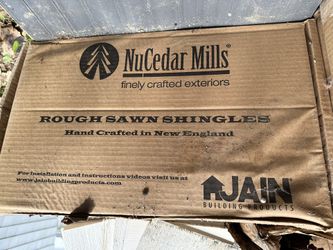 NuCedar Mills®
finely crafted exteriors
ROUGH SAWN SHINGLES
Hand Crafted in New England
For installation and instructions videos visit us at
www.jainbuildingproducts.com
JAIN
BUILDING PRODUCTS